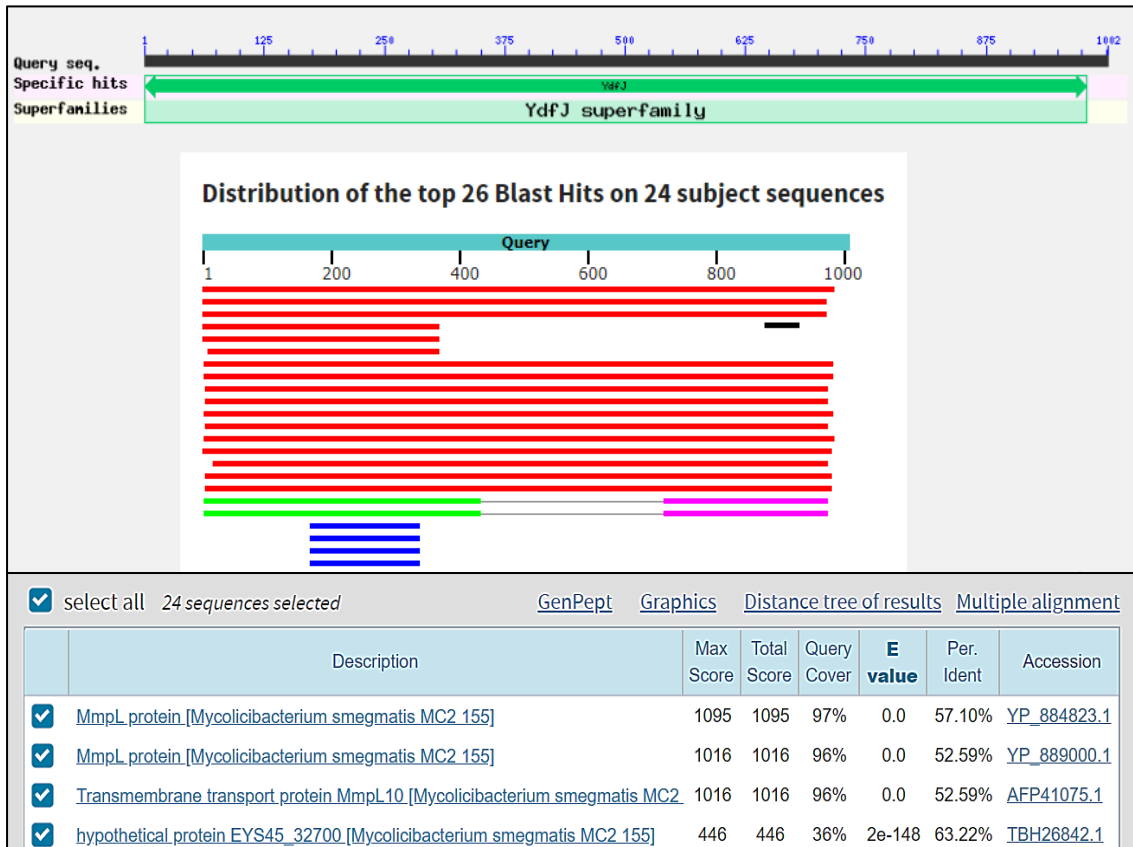 1 125 250 375 500 625 750 875 1002
Query seq.
Specific hits YdfJ
Superfamilies YdfJ superfamily
Distribution of the top 26 Blast Hits on 24 subject sequences
Query
1 200 400 600 800 1000
select all 24 sequences selected GenPept Graphics Distance tree of results Multiple alignment
Description Max Score Total Score Query Cover E value Per. Ident Accession
MmpL protein [Mycolicibacterium smegmatis MC2 155] 1095 1095 97% 0.0 57.10% YP_884823.1
MmpL protein [Mycolicibacterium smegmatis MC2 155] 1016 1016 96% 0.0 52.59% YP_889000.1
Transmembrane transport protein MmpL10 [Mycolicibacterium smegmatis MC2 1016 1016 96% 0.0 52.59% AFP41075.1
hypothetical protein EYS45_32700 [Mycolicibacterium smegmatis MC2 155] 446 446 36% 2e-148 63.22% TBH26842.1